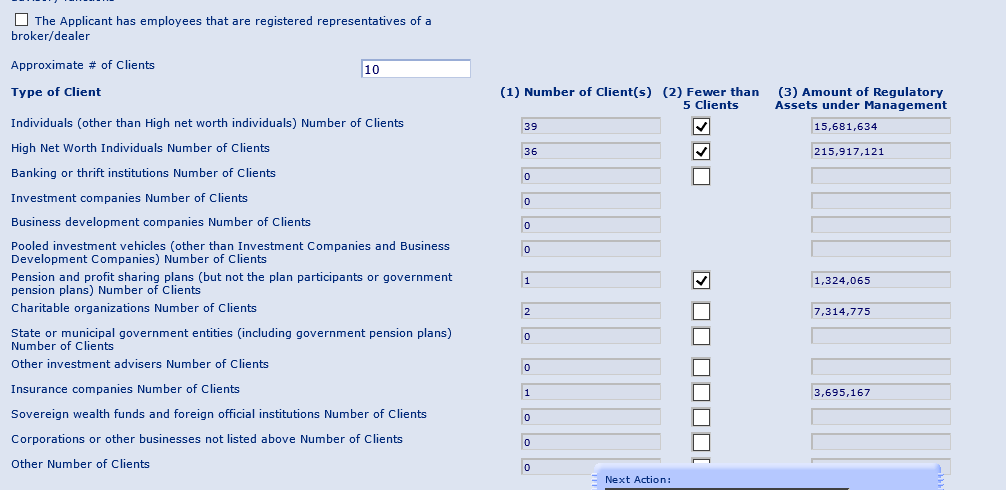 The Applicant has employees that are registered representatives of a
broker/dealer
Approximate # of Clients 10
Type of Client (1) Number of Client(s) (2) Fewer than 5 Clients (3) Amount of Regulatory Assets under Management
Individuals (other than High net worth individuals) Number of Clients 39 15,681,634
High Net Worth Individuals Number of Clients 36 215,917,121
Banking or thrift institutions Number of Clients 0
Investment companies Number of Clients 0
Business development companies Number of Clients 0
Pooled investment vehicles (other than Investment Companies and Business
Development Companies) Number of Clients 0
Pension and profit sharing plans (but not the plan participants or government
pension plans) Number of Clients 1 1,324,065
Charitable organizations Number of Clients 2 7,314,775
State or municipal government entities (including government pension plans)
Number of Clients 0
Other investment advisers Number of Clients 0
Insurance companies Number of Clients 1 3,695,167
Sovereign wealth funds and foreign official institutions Number of Clients 0
Corporations or other businesses not listed above Number of Clients 0
Other Number of Clients 0
Next Action: